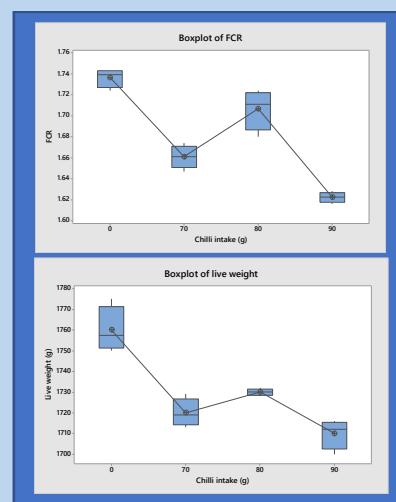 Boxplot of FCR
1.76
1.74
1.72
1.70
1.68
1.66
1.64
1.62
1.60
FCR
0 70 80 90
Chilli intake (g)
Boxplot of live weight
1780
1770
1760
1750
1740
1730
1720
1710
1700
Live weight (g)
0 70 80 90
Chilli intake (g)